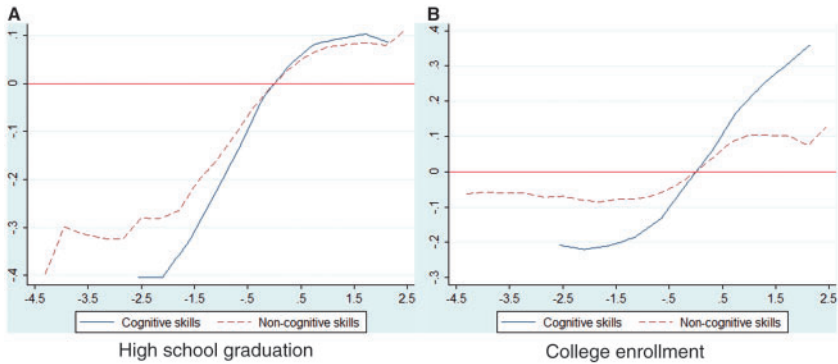 A
.1
0
-.1
-.2
-.3
-.4
-4.5 -3.5 -2.5 -1.5 -.5 .5 1.5 2.5
Cognitive skills Non-cognitive skills
High school graduation
B
.4
.3
.2
.1
0
-.1
-.2
-.3
-4.5 -3.5 -2.5 -1.5 -.5 .5 1.5 2.5
Cognitive skills Non-cognitive skills
College enrollment